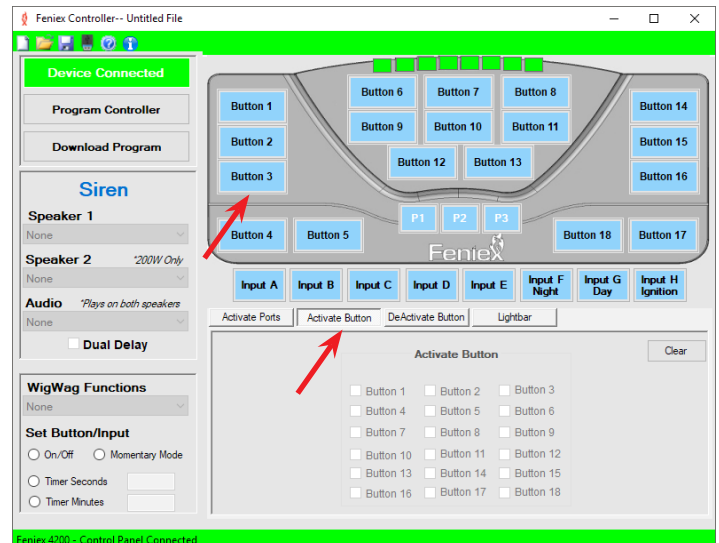 Feniex Controller-- Untitled File
Device Connected
Program Controller
Download Program
Siren
Speaker 1
None
Speaker 2 *200W Only
None
Audio *Plays on both speakers
None
Dual Delay
WigWag Functions
None
Set Button/Input
On/Off Momentary Mode
Timer Seconds
Timer Minutes
Button 6 Button 7 Button 8
Button 1 Button 14
Button 9 Button 10 Button 11
Button 2 Button 15
Button 12 Button 13
Button 3 Button 16
P1 P2 P3
Button 4 Button 5 Button 18 Button 17
Feniex
Input A Input B Input C Input D Input E Input F Night Input G Day Input H Ignition
Activate Ports Activate Button DeActivate Button Lightbar
Activate Button Clear
Button 1 Button 2 Button 3
Button 4 Button 5 Button 6
Button 7 Button 8 Button 9
Button 10 Button 11 Button 12
Button 13 Button 14 Button 15
Button 16 Button 17 Button 18
Feniex 4200 - Control Panel Connected